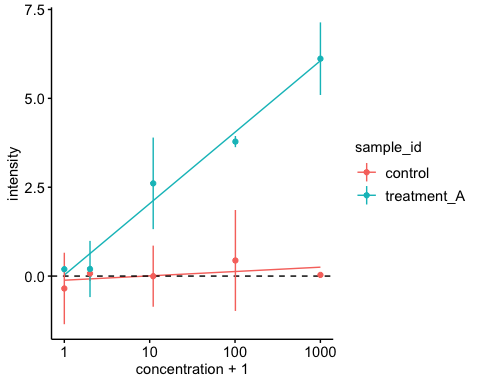 7.5
5.0
2.5
0.0
intensity
1
10
100
1000
concentration + 1
sample_id
control
treatment_A